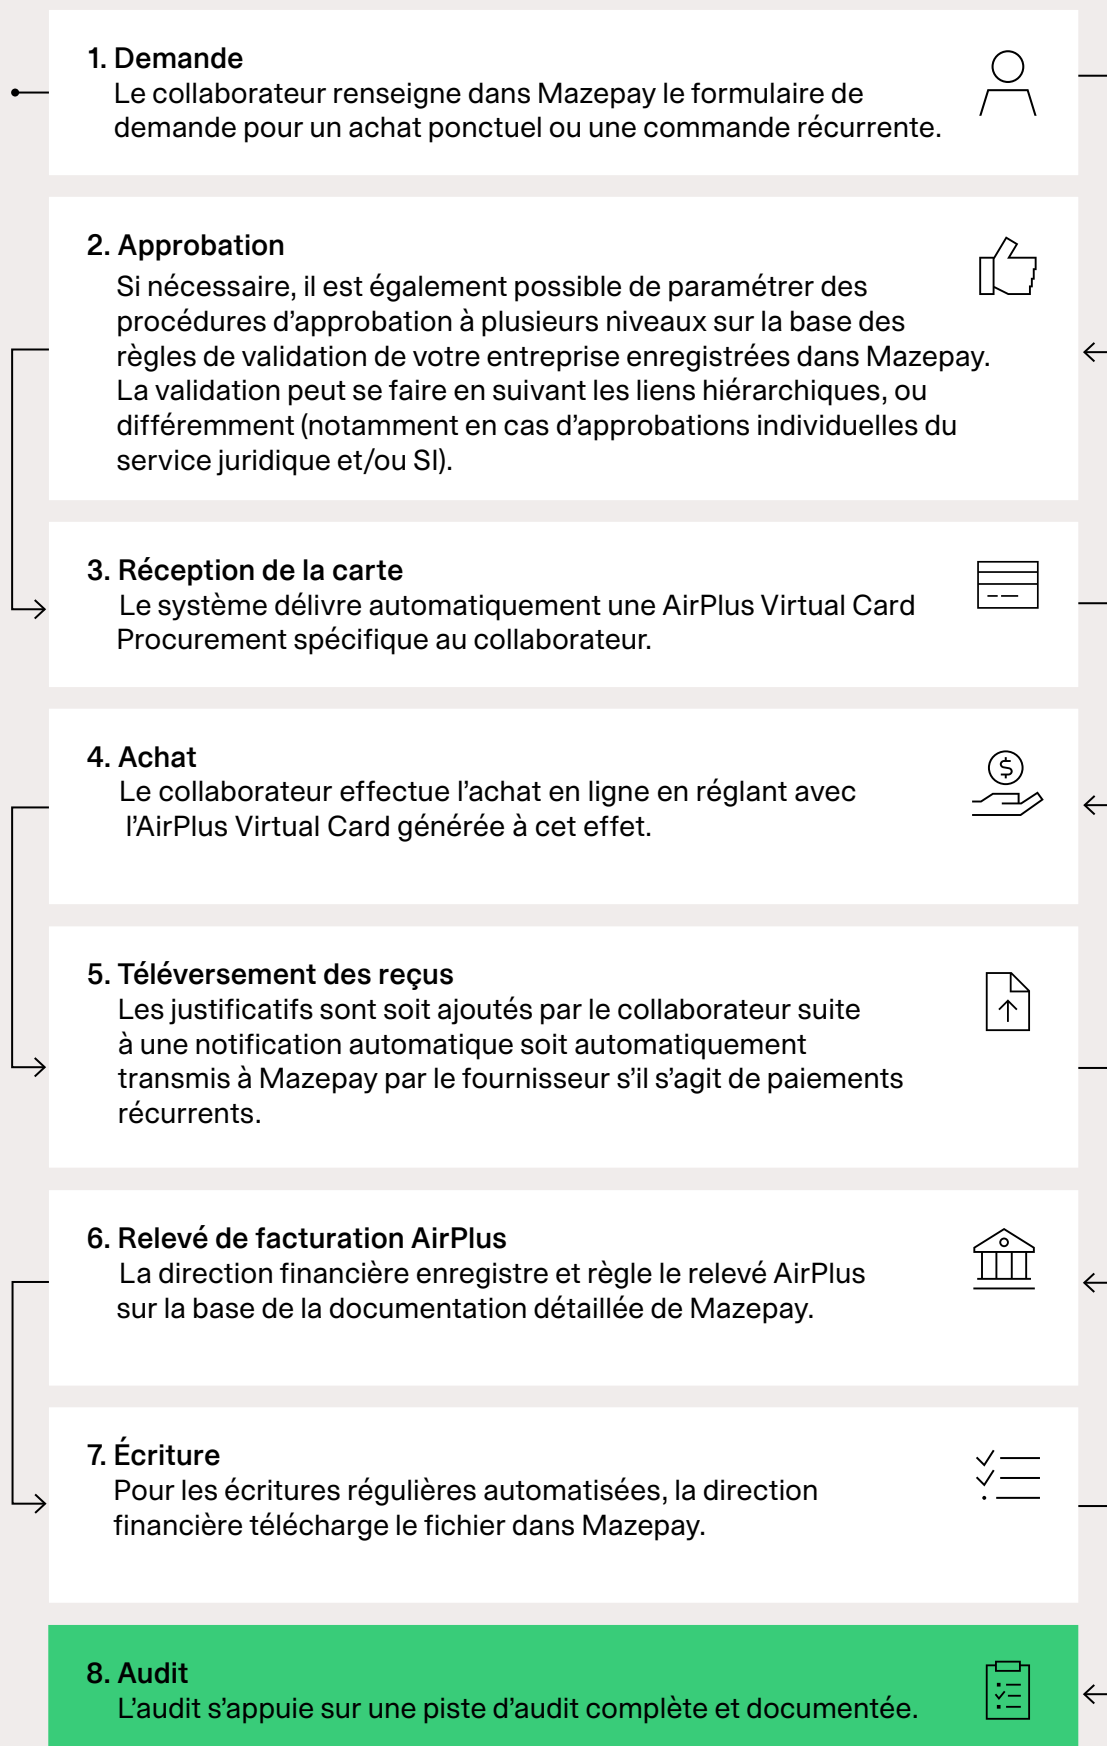 1. Demande
Le collaborateur renseigne dans Mazepay le formulaire de
demande pour un achat ponctuel ou une commande récurrente.
2. Approbation
Si nécessaire, il est également possible de paramétrer des
procédures d’approbation à plusieurs niveaux sur la base des
règles de validation de votre entreprise enregistrées dans Mazepay.
La validation peut se faire en suivant les liens hiérarchiques, ou
différemment (notamment en cas d’approbations individuelles du
service juridique et/ou SI).
3. Réception de la carte
Le système délivre automatiquement une AirPlus Virtual Card
Procurement spécifique au collaborateur.
4. Achat
Le collaborateur effectue l’achat en ligne en réglant avec
l’AirPlus Virtual Card générée à cet effet.
$
5. Téléversement des reçus
Les justificatifs sont soit ajoutés par le collaborateur suite
à une notification automatique soit automatiquement
transmis à Mazepay par le fournisseur s’il s’agit de paiements
récurrents.
6. Relevé de facturation AirPlus
La direction financière enregistre et règle le relevé AirPlus
sur la base de la documentation détaillée de Mazepay.
7. Écriture
Pour les écritures régulières automatisées, la direction
financière télécharge le fichier dans Mazepay.
8. Audit
L’audit s’appuie sur une piste d’audit complète et documentée.